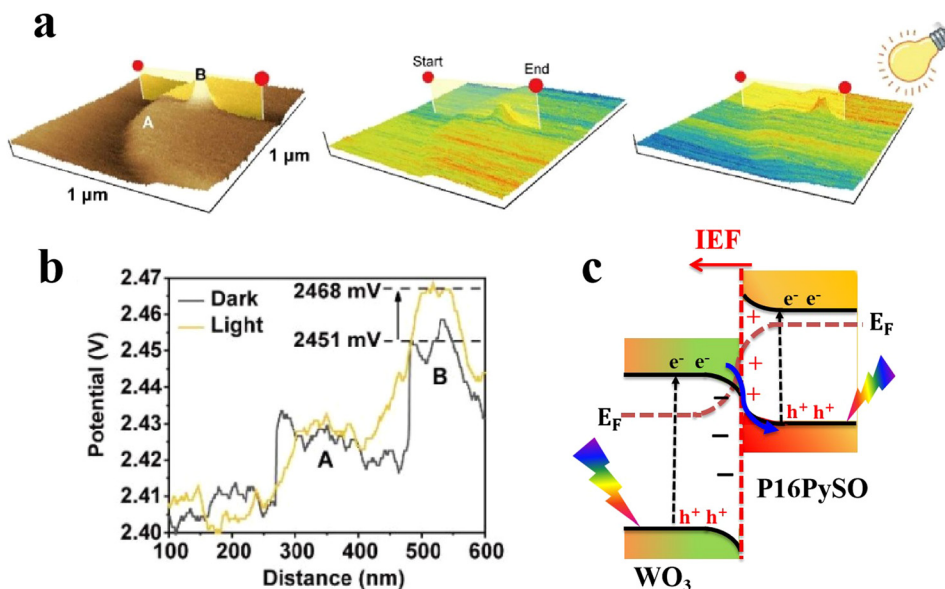 a
B
A
1 µm
1 µm
Start
End
b
2.47
2.46
2.45
2.44
2.43
2.42
2.41
2.40
Potential (V)
Dark
Light
2468 mV
2451 mV
A
B
100 200 300 400 500 600
Distance (nm)
c
IEF
e- e-
+
EF
e- e-
+
+
EF
h+ h+
P16PySO
h+ h+
WO3